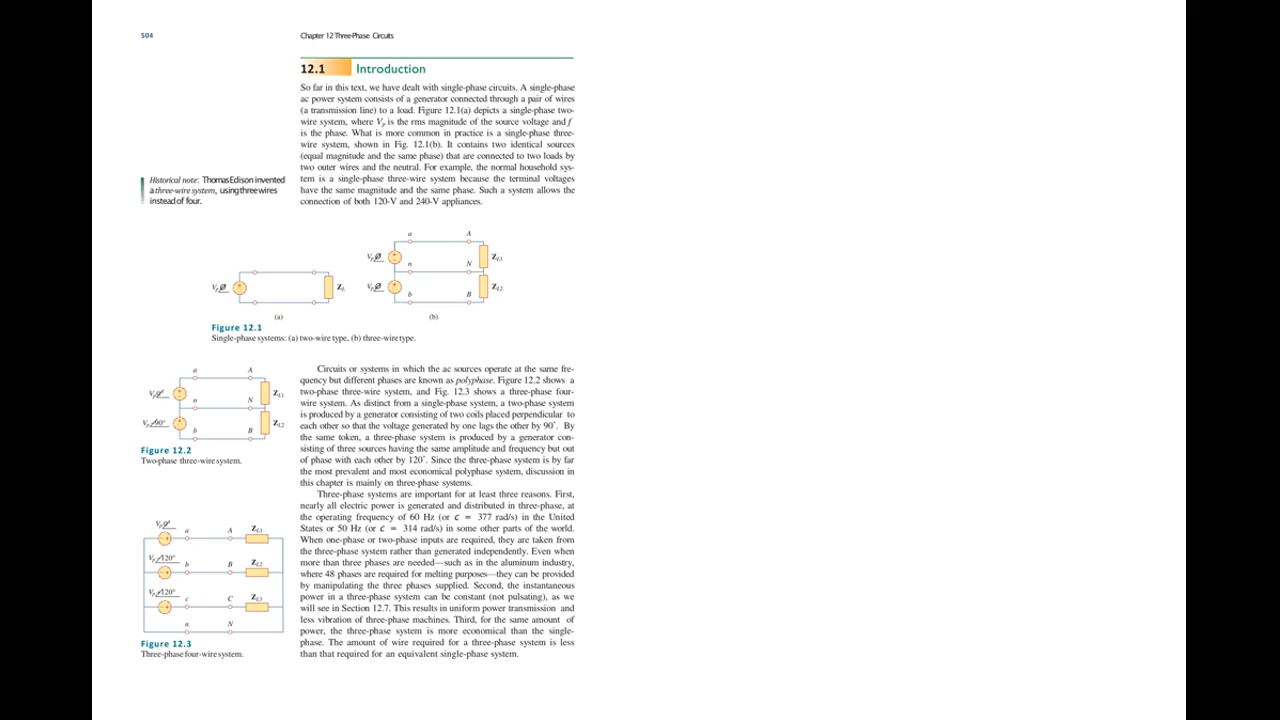 504
Chapter 12 Three-Phase Circuits
12.1 Introduction
So far in this text, we have dealt with single-phase circuits. A single-phase
ac power system consists of a generator connected through a pair of wires
(a transmission line) to a load. Figure 12.1(a) depicts a single-phase two-
wire system, where Vp is the rms magnitude of the source voltage and f
is the phase. What is more common in practice is a single-phase three-
wire system, shown in Fig. 12.1(b). It contains two identical sources
(equal magnitude and the same phase) that are connected to two loads by
two outer wires and the neutral. For example, the normal household sys-
tem is a single-phase three-wire system because the terminal voltages
have the same magnitude and the same phase. Such a system allows the
connection of both 120-V and 240-V appliances.
Historical note: Thomas Edison invented
a three-wire system, using three wires
instead of four.
a A
Vp Ø ZL1
n N
Vp Ø ZL2
b B
Vp Ø ZL
(a)
(b)
Figure 12.1
Single-phase systems: (a) two-wire type, (b) three-wire type.
a A
Vp 0° ZL1
n N
Vp −90° ZL2
b B
Figure 12.2
Two-phase three-wire system.
Vp 0° a A ZL1
Vp −120° b B ZL2
Vp +120° c C ZL3
n N
Figure 12.3
Three-phase four-wire system.
Circuits or systems in which the ac sources operate at the same fre-
quency but different phases are known as polyphase. Figure 12.2 shows a
two-phase three-wire system, and Fig. 12.3 shows a three-phase four-
wire system. As distinct from a single-phase system, a two-phase system
is produced by a generator consisting of two coils placed perpendicular to
each other so that the voltage generated by one lags the other by 90°. By
the same token, a three-phase system is produced by a generator con-
sisting of three sources having the same amplitude and frequency but out
of phase with each other by 120°. Since the three-phase system is by far
the most prevalent and most economical polyphase system, discussion in
this chapter is mainly on three-phase systems.
Three-phase systems are important for at least three reasons. First,
nearly all electric power is generated and distributed in three-phase, at
the operating frequency of 60 Hz (or c = 377 rad/s) in the United
States or 50 Hz (or c = 314 rad/s) in some other parts of the world.
When one-phase or two-phase inputs are required, they are taken from
the three-phase system rather than generated independently. Even when
more than three phases are needed—such as in the aluminum industry,
where 48 phases are required for melting purposes—they can be provided
by manipulating the three phases supplied. Second, the instantaneous
power in a three-phase system can be constant (not pulsating), as we
will see in Section 12.7. This results in uniform power transmission and
less vibration of three-phase machines. Third, for the same amount of
power, the three-phase system is more economical than the single-
phase. The amount of wire required for a three-phase system is less
than that required for an equivalent single-phase system.